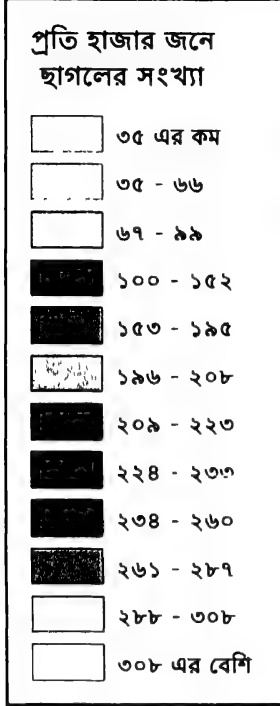 প্রতি হাজার জনে
ছাগলের সংখ্যা
৩৫ এর কম
৩৫ - ৬৬
৬৭ - ৯৯
১০০ - ১৫২
১৫৩ - ১৯৫
১৯৬ - ২০৮
২০৯ - ২২৩
২২৪ - ২৩৩
২৩৪ - ২৬০
২৬১ - ২৮৭
২৮৮ - ৩০৮
৩০৮ এর বেশি